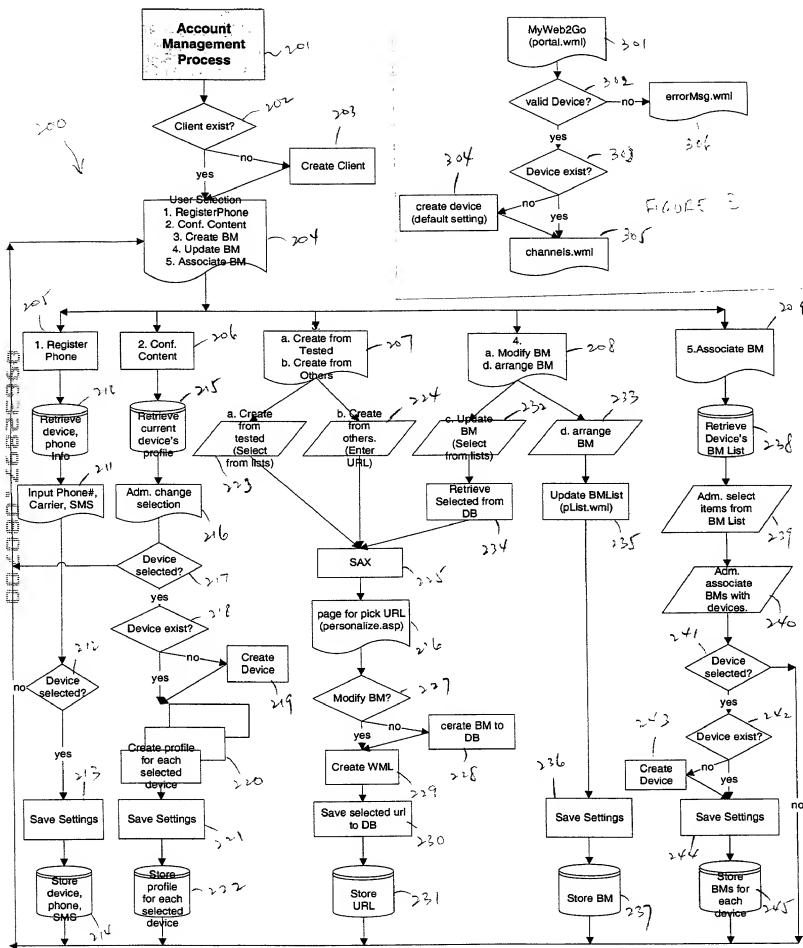 Account
Management
Process
201
202
Client exist?
203
no
Create Client
yes
200
User Selection
1. RegisterPhone
2. Conf. Content
3. Create BM
4. Update BM
5. Associate BM
204
MyWeb2Go
(portal.wml)
301
302
valid Device?
no
errorMsg.wml
306
yes
303
Device exist?
304
no
create device
(default setting)
yes
channels.wml
305
FIGURE 3
205
1. Register
Phone
206
2. Conf.
Content
207
a. Create from
Tested
b. Create from
Others
208
4.
a. Modify BM
d. arrange BM
209
5.Associate BM
210
Retrieve
device,
phone
Info
215
Retrieve
current
device's
profile
a. Create
from
tested
(Select
from lists)
223
b. Create
from
others.
(Enter
URL)
224
c. Update
BM
(Select
from lists)
232
d. arrange
BM
233
Retrieve
Device's
BM List
238
211
Input Phone#,
Carrier, SMS
Adm. change
selection
216
Retrieve
Selected from
DB
234
Update BMList
(pList.wml)
235
Adm. select
items from
BM List
239
Device
selected?
217
yes
SAX
225
Adm.
associate
BMs with
devices.
240
218
Device exist?
no
Create
Device
219
yes
page for pick URL
(personalize.asp)
226
241
Device
selected?
yes
212
no
Device
selected?
yes
227
Modify BM?
no
cerate BM to
DB
228
yes
242
Device exist?
243
Create
Device
no
yes
no
Create profile
for each
selected
device
220
Create WML
229
213
Save Settings
Save Settings
221
Save selected url
to DB
230
236
Save Settings
Save Settings
244
Store
device,
phone,
SMS
214
Store
profile
for each
selected
device
222
Store
URL
231
Store BM
237
Store
BMs for
each
device
245